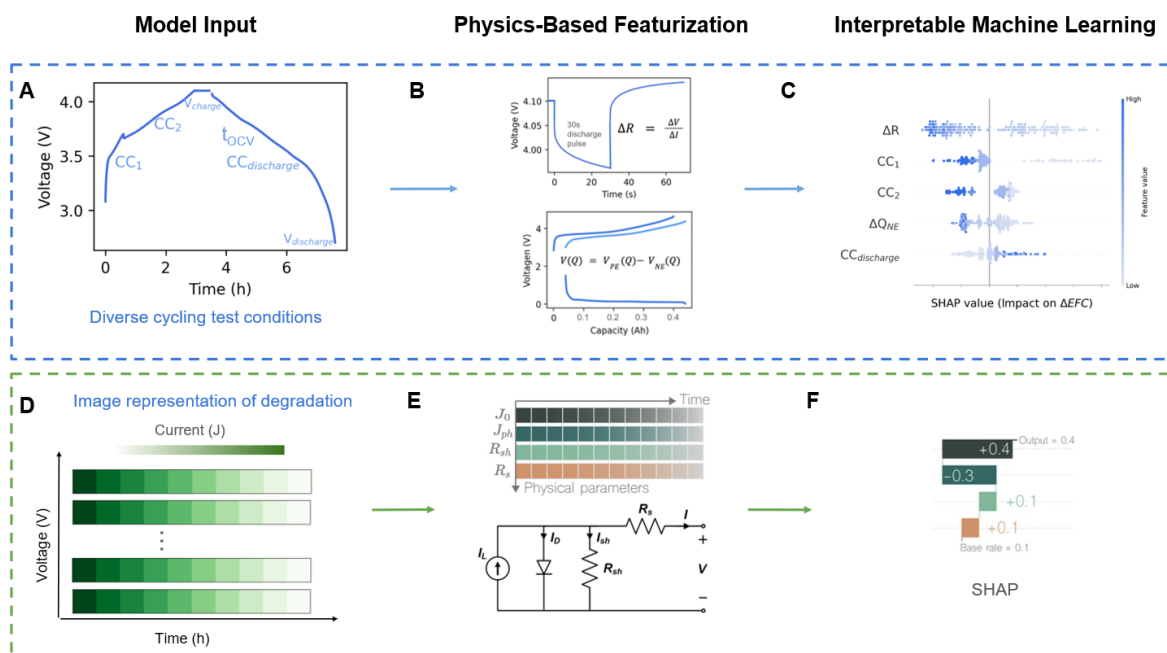 Model Input
Physics-Based Featurization
Interpretable Machine Learning
A
4.0
3.5
3.0
Voltage (V)
CC1
CC2
Vcharge
tOCV
CCdischarge
Vdischarge
0 2 4 6
Time (h)
Diverse cycling test conditions
B
4.10
4.05
4.00
Voltage (V)
30s
discharge
pulse
ΔR = ΔV/ΔI
0 20 40 60
Time (s)
4
2
0
Voltagen (V)
V(Q) = VPE(Q) − VNE(Q)
0 0.1 0.2 0.3 0.4
Capacity (Ah)
C
ΔR
CC1
CC2
ΔQNE
CCdischarge
SHAP value (Impact on ΔEFC)
High
Feature value
Low
D
Image representation of degradation
Current (J)
Voltage (V)
Time (h)
E
Time
J0
Jph
Rsh
Rs
Physical parameters
Rs I
IL ID Ish Rsh
+
V
−
F
+0.4
Output = 0.4
−0.3
+0.1
+0.1
Base rate = 0.1
SHAP